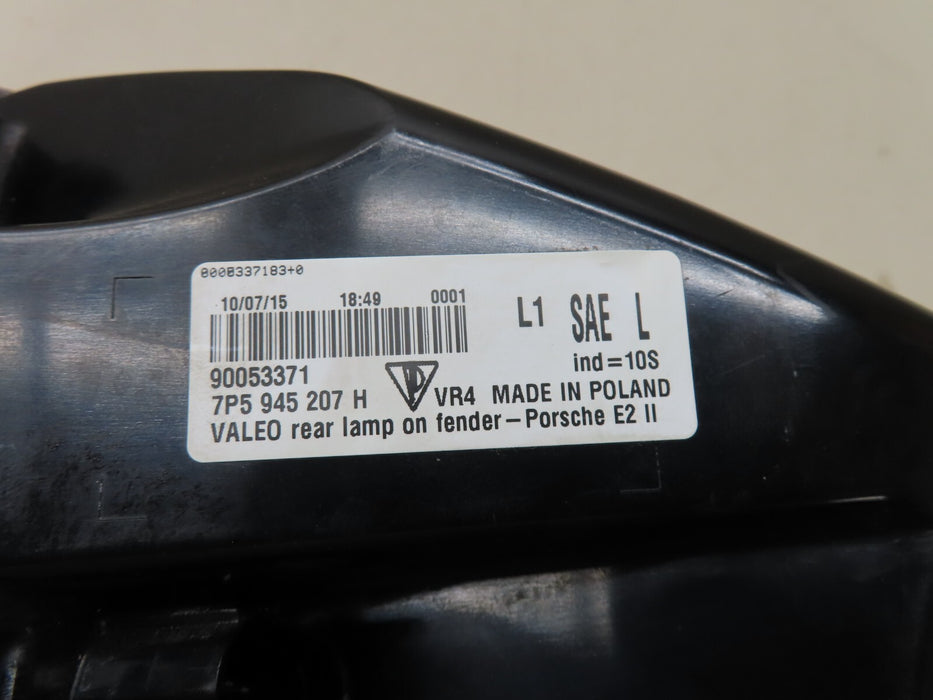 8008337183+0
10/07/15 18:49 0001
L1 SAE L
ind=10S
90053371
7P5 945 207 H VR4 MADE IN POLAND
VALEO rear lamp on fender-Porsche E2 II